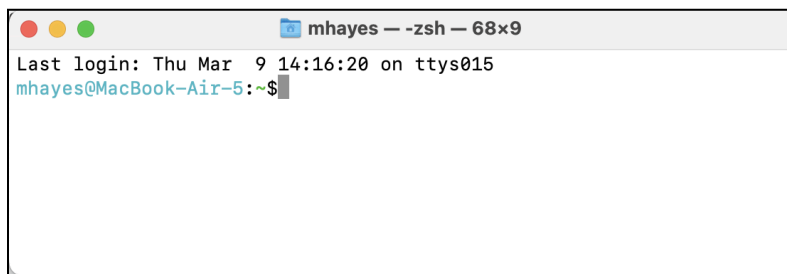 mhayes — -zsh — 68×9
Last login: Thu Mar  9 14:16:20 on ttys015
mhayes@MacBook-Air-5:~$